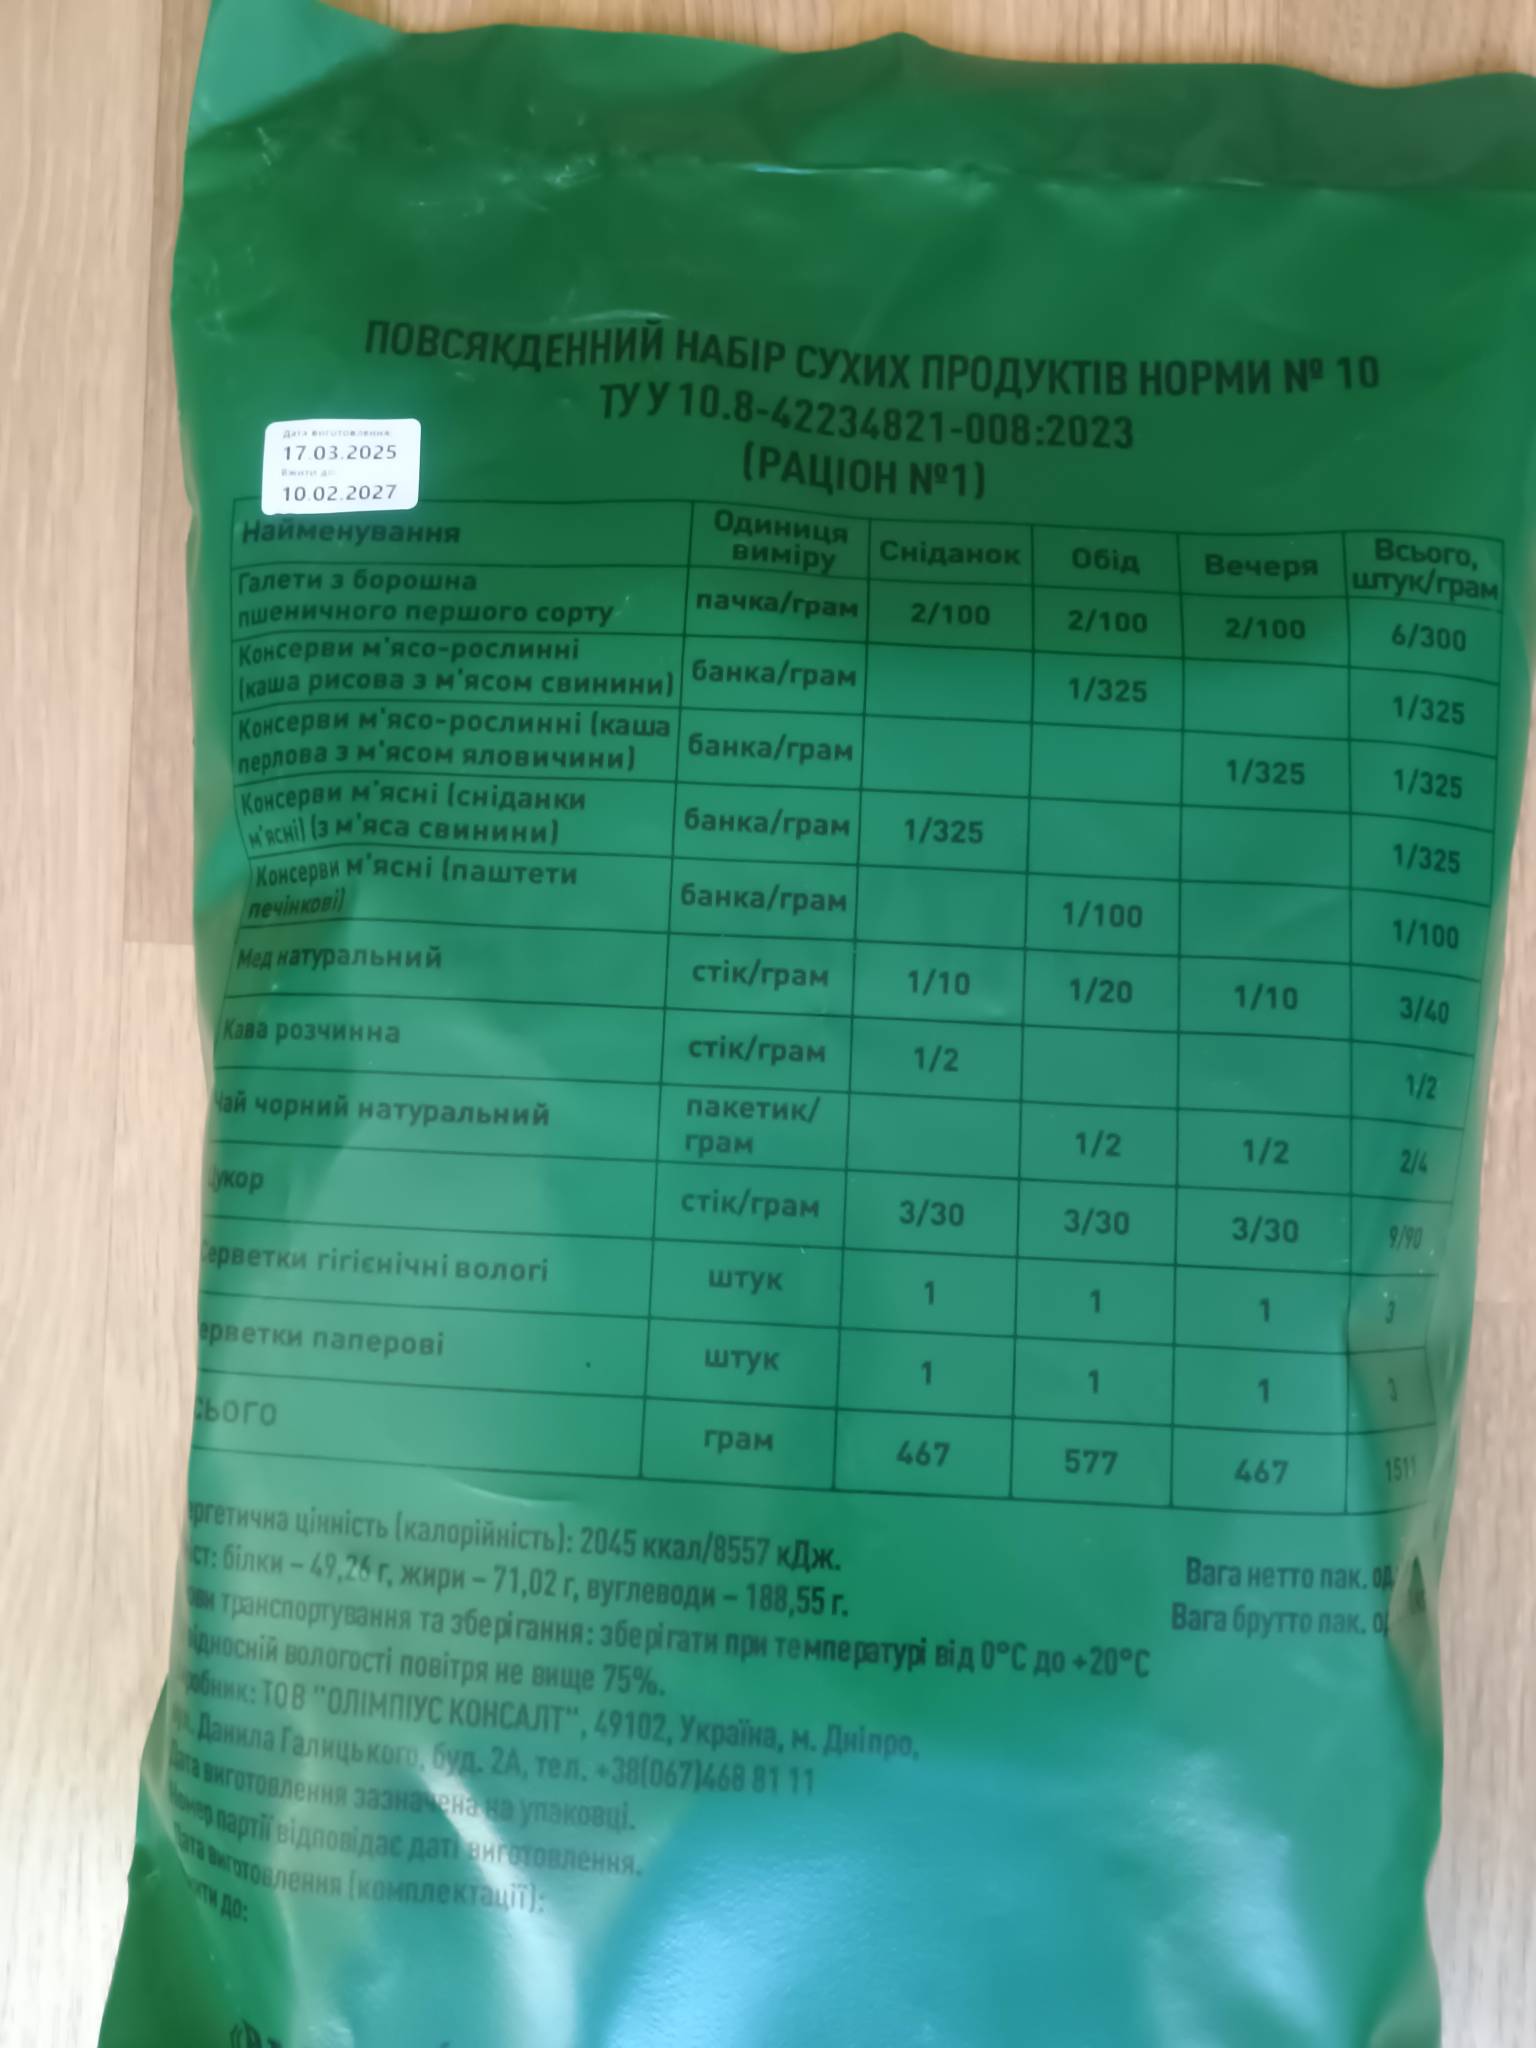 ПОВСЯКДЕННИЙ НАБІР СУХИХ ПРОДУКТІВ НОРМИ № 10
ТУ У 10.8-42234821-008:2023
(РАЦІОН №1)
Дата виготовлення:
17.03.2025
Вжити до:
10.02.2027
Найменування Одиниця виміру Сніданок Обід Вечеря Всього, штук/грам
Галети з борошна пшеничного першого сорту пачка/грам 2/100 2/100 2/100 6/300
Консерви м'ясо-рослинні (каша рисова з м'ясом свинини) банка/грам 1/325 1/325
Консерви м'ясо-рослинні (каша перлова з м'ясом яловичини) банка/грам 1/325 1/325
Консерви м'ясні (сніданки м'ясні) (з м'яса свинини) банка/грам 1/325 1/325
Консерви м'ясні (паштети печінкові) банка/грам 1/100 1/100
Мед натуральний стік/грам 1/10 1/20 1/10 3/40
Кава розчинна стік/грам 1/2 1/2
Чай чорний натуральний пакетик/грам 1/2 1/2 2/4
Цукор стік/грам 3/30 3/30 3/30 9/90
Серветки гігієнічні вологі штук 1 1 1 3
ерветки паперові штук 1 1 1 3
сього грам 467 577 467 1511
ергетична цінність (калорійність): 2045 ккал/8557 кДж.
ст: білки – 49,26 г, жири – 71,02 г, вуглеводи – 188,55 г.
Вага нетто пак. од
Вага брутто пак. о
ови транспортування та зберігання: зберігати при температурі від 0°С до +20°С
відносній вологості повітря не вище 75%.
обник: ТОВ "ОЛІМПІУС КОНСАЛТ", 49102, Україна, м. Дніпро,
Данила Галицького, буд. 2А, тел. +38(067)468 81 11
Дата виготовлення зазначена на упаковці.
Номер партії відповідає даті виготовлення.
Дата виготовлення (комплектації):
ти до: